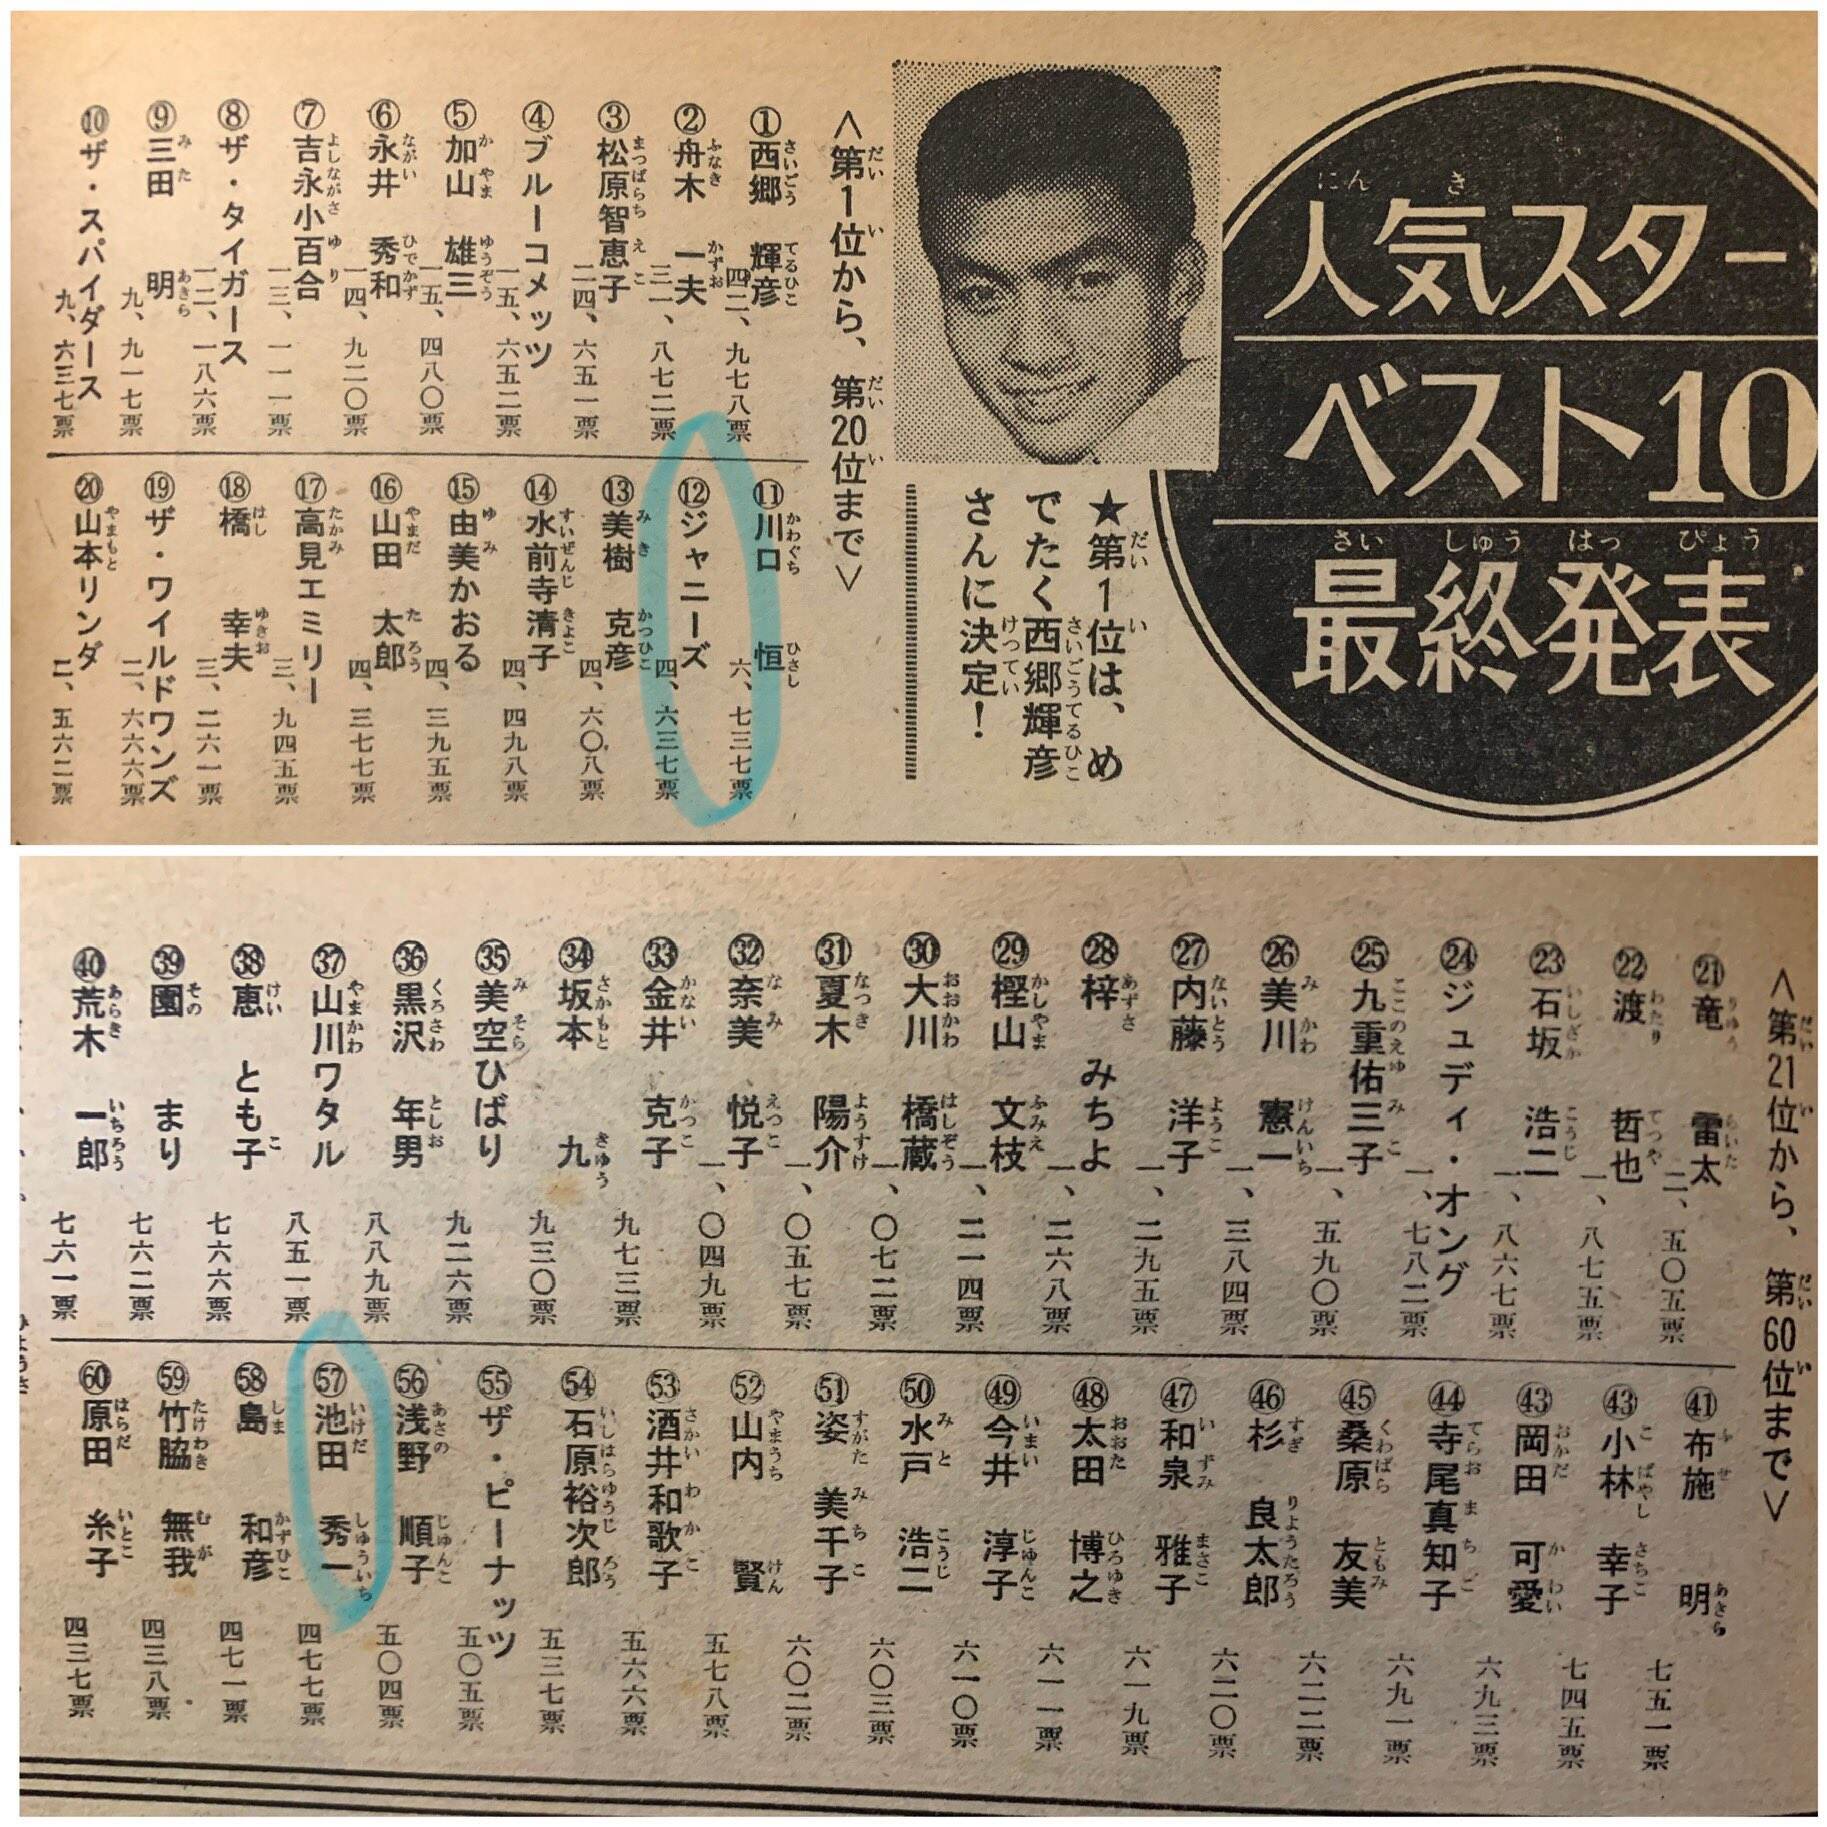 人気スター
にんき
ベスト10
最終発表
さいしゅうはっぴょう
★第1位は、め
でたく西郷輝彦
さんに決定！
<第1位から、第20位まで>
①西郷 輝彦 四二、九七八票
②舟木 一夫 三一、八七二票
③松原智恵子 二四、六五一票
④ブルーコメッツ 一五、六五二票
⑤加山 雄三 一五、四八〇票
⑥永井 秀和 一四、九二〇票
⑦吉永小百合 一三、一一一票
⑧ザ・タイガース 一二、一八六票
⑨三田 明 九、九一七票
⑩ザ・スパイダース 九、六三七票
⑪川口 恒 六、七三七票
⑫ジャニーズ 四、六三七票
⑬美樹 克彦 四、六〇八票
⑭水前寺清子 四、四九八票
⑮由美かおる 四、三九五票
⑯山田 太郎 四、三七七票
⑰高見エミリー 三、九四五票
⑱橋 幸夫 三、二六一票
⑲ザ・ワイルドワンズ 二、六六六票
⑳山本リンダ 二、五六二票
<第21位から、第60位まで>
㉑竜 雷太 二、五〇五票
㉒渡 哲也 一、八七五票
㉓石坂 浩二 一、八六七票
㉔ジュディ・オング 一、七八二票
㉕九重佑三子 一、五九〇票
㉖美川 憲一 一、三八四票
㉗内藤 洋子 一、二九五票
㉘梓 みちよ 一、二六八票
㉙樫山 文枝 一、二一四票
㉚大川 橋蔵 一、〇七二票
㉛夏木 陽介 一、〇五七票
㉜奈美 悦子 一、〇四九票
㉝金井 克子 九七三票
㉞坂本 九 九三〇票
㉟美空ひばり 九二六票
㊱黒沢 年男 八八九票
㊲山川ワタル 八五一票
㊳恵 とも子 七六六票
㊴園 まり 七六二票
㊵荒木 一郎 七六一票
㊶布施 明 七五一票
㊸小林 幸子 七四五票
㊸岡田 可愛 六九三票
㊹寺尾真知子 六九一票
㊺桑原 友美 六二二票
㊻杉 良太郎 六二〇票
㊼和泉 雅子 六一九票
㊽太田 博之 六一一票
㊾今井 淳子 六一〇票
㊿水戸 浩二 六〇三票
51姿 美千子 六〇二票
52山内 賢 五七八票
53酒井和歌子 五六六票
54石原裕次郎 五三七票
55ザ・ピーナッツ 五〇五票
56浅野 順子 五〇四票
57池田 秀一 四七七票
58島 和彦 四七一票
59竹脇 無我 四三八票
60原田 糸子 四三七票